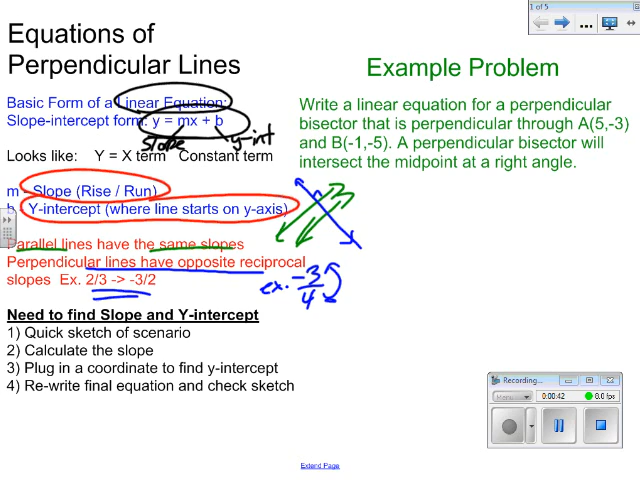 Equations of
Perpendicular Lines
Basic Form of a Linear Equation:
Slope-intercept form: y = mx + b
slope y-int
Looks like: Y = X term Constant term
m - Slope (Rise / Run)
b - Y-intercept (where line starts on y-axis)
Parallel lines have the same slopes
Perpendicular lines have opposite reciprocal
slopes Ex. 2/3 -> -3/2
ex. -3/4
Need to find Slope and Y-intercept
1) Quick sketch of scenario
2) Calculate the slope
3) Plug in a coordinate to find y-intercept
4) Re-write final equation and check sketch
Example Problem
Write a linear equation for a perpendicular
bisector that is perpendicular through A(5,-3)
and B(-1,-5). A perpendicular bisector will
intersect the midpoint at a right angle.
1 of 5
...
Recording...
Menu
0:00:42
8.0 fps
Extend Page